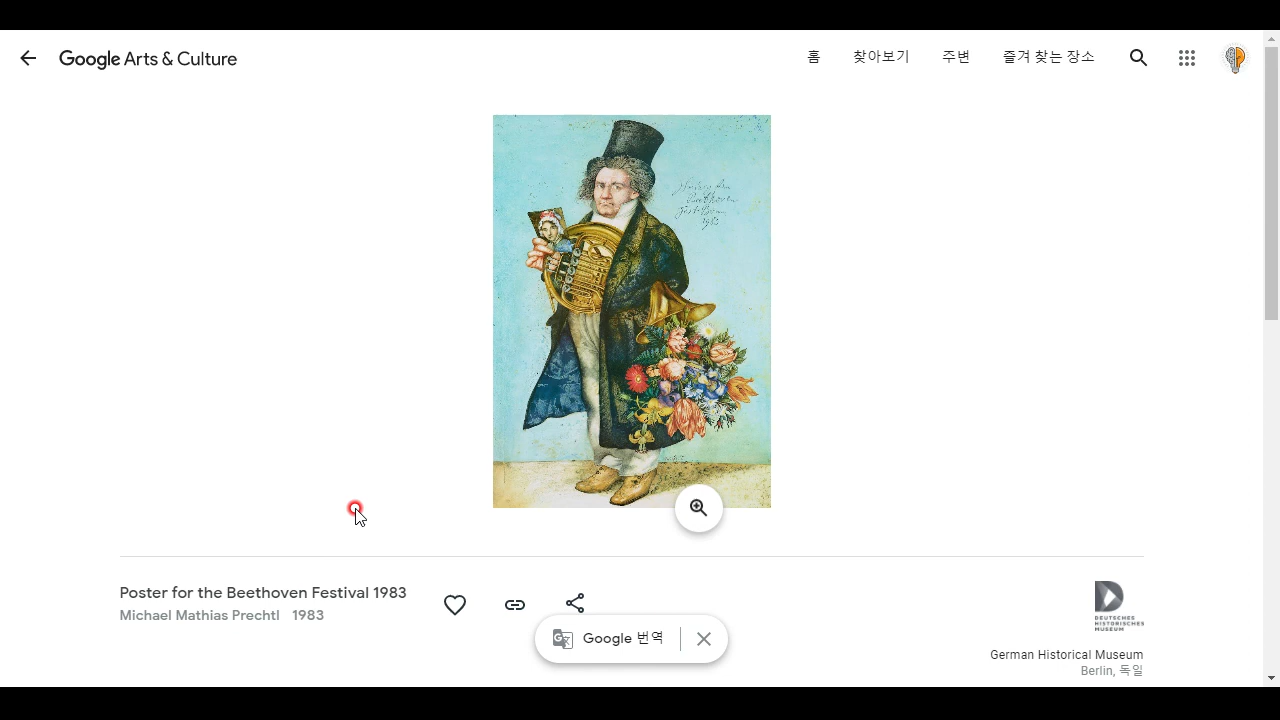 Google Arts & Culture
홈
찾아보기
주변
즐겨 찾는 장소
Beethoven
1983
Poster for the Beethoven Festival 1983
Michael Mathias Prechtl 1983
Google 번역
DEUTSCHES
HISTORISCHES
MUSEUM
German Historical Museum
Berlin, 독일